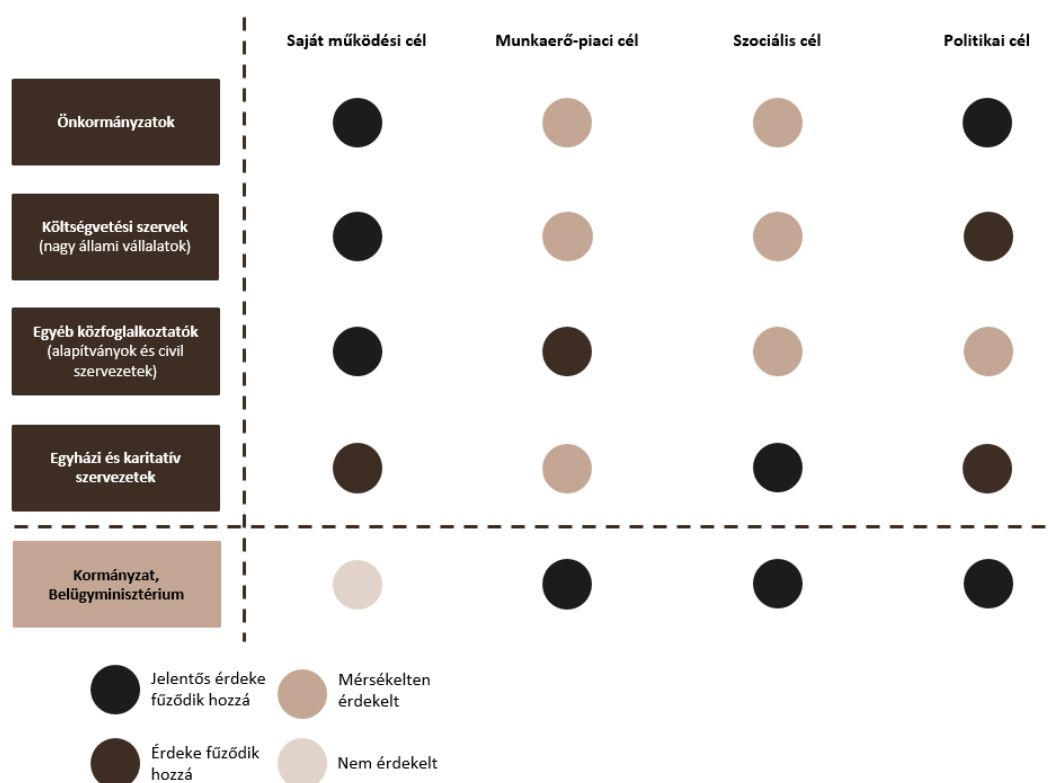 Saját működési cél
Munkaerő-piaci cél
Szociális cél
Politikai cél
Önkormányzatok
Költségvetési szervek
(nagy állami vállalatok)
Egyéb közfoglalkoztatók
(alapítványok és civil
szervezetek)
Egyházi és karitatív
szervezetek
Kormányzat,
Belügyminisztérium
Jelentős érdeke
fűződik hozzá
Mérsékelten
érdekelt
Érdeke fűződik
hozzá
Nem érdekelt